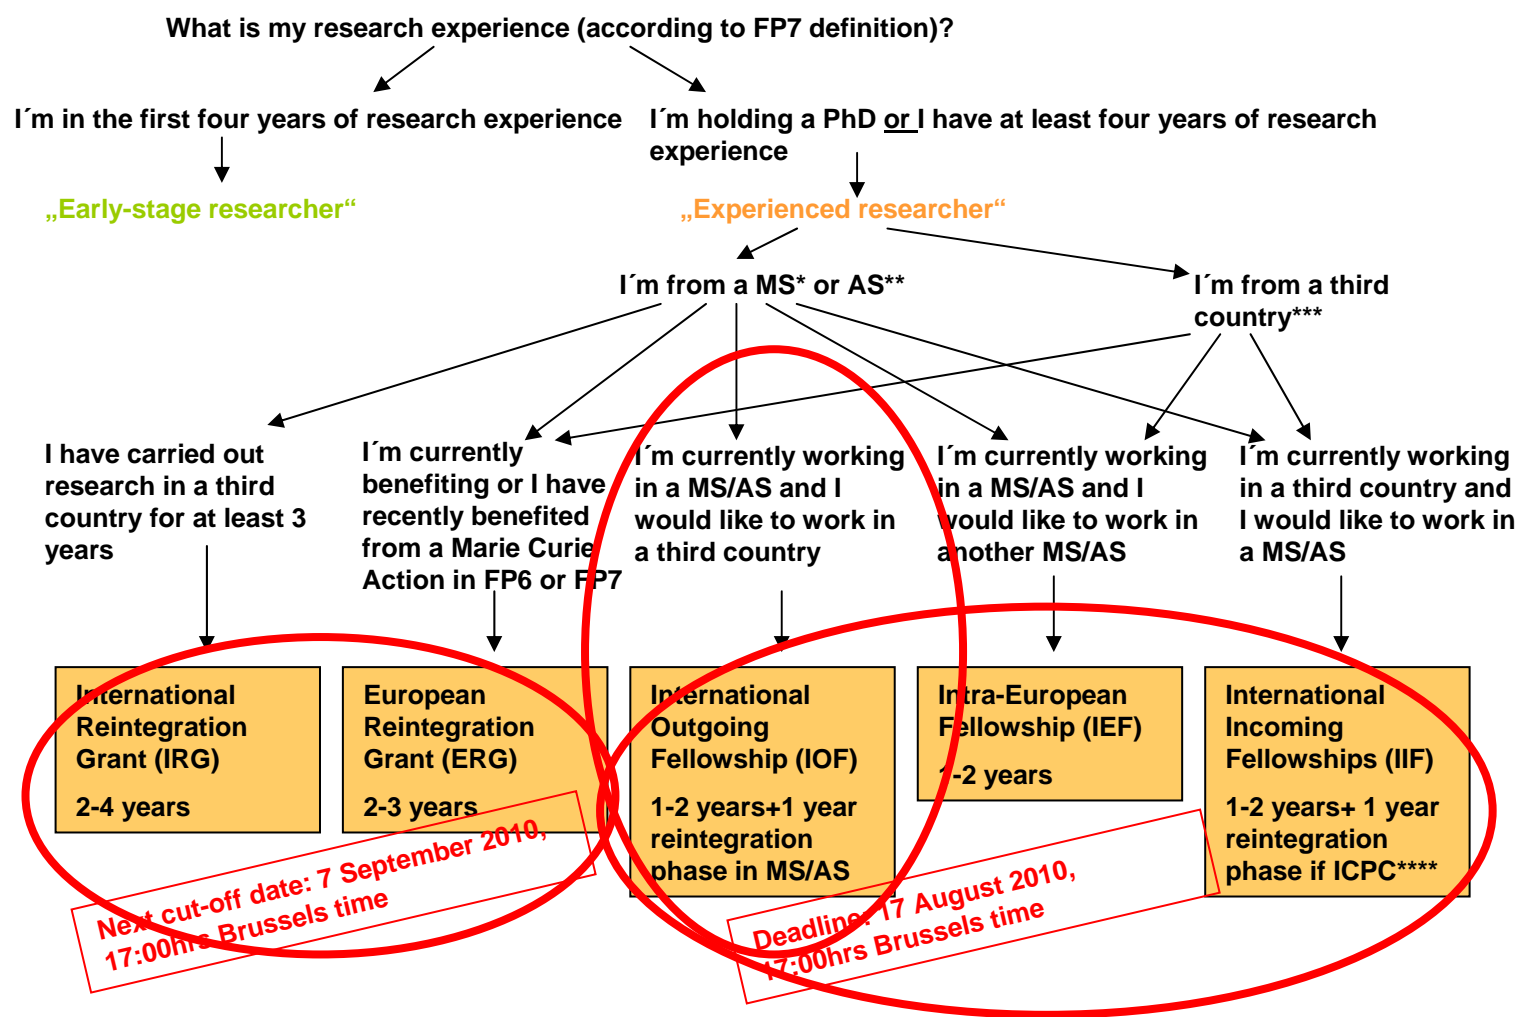 What is my research experience (according to FP7 definition)?
I´m in the first four years of research experience
I´m holding a PhD or I have at least four years of research
experience
„Early-stage researcher“
„Experienced researcher“
I´m from a MS* or AS**
I´m from a third
country***
I have carried out
research in a third
country for at least 3
years
I´m currently
benefiting or I have
recently benefited
from a Marie Curie
Action in FP6 or FP7
I´m currently working
in a MS/AS and I
would like to work in
a third country
I´m currently working
in a MS/AS and I
would like to work in
another MS/AS
I´m currently working
in a third country and
I would like to work in
a MS/AS
International
Reintegration
Grant (IRG)
2-4 years
European
Reintegration
Grant (ERG)
2-3 years
International
Outgoing
Fellowship (IOF)
1-2 years+1 year
reintegration
phase in MS/AS
Intra-European
Fellowship (IEF)
1-2 years
International
Incoming
Fellowships (IIF)
1-2 years+ 1 year
reintegration
phase if ICPC****
Next cut-off date: 7 September 2010,
17:00hrs Brussels time
Deadline: 17 August 2010,
17:00hrs Brussels time